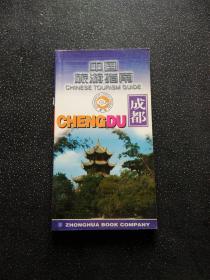 中国
旅游指南
CHINESE TOURISM GUIDE
CHENGDU
成都
ZHONGHUA BOOK COMPANY